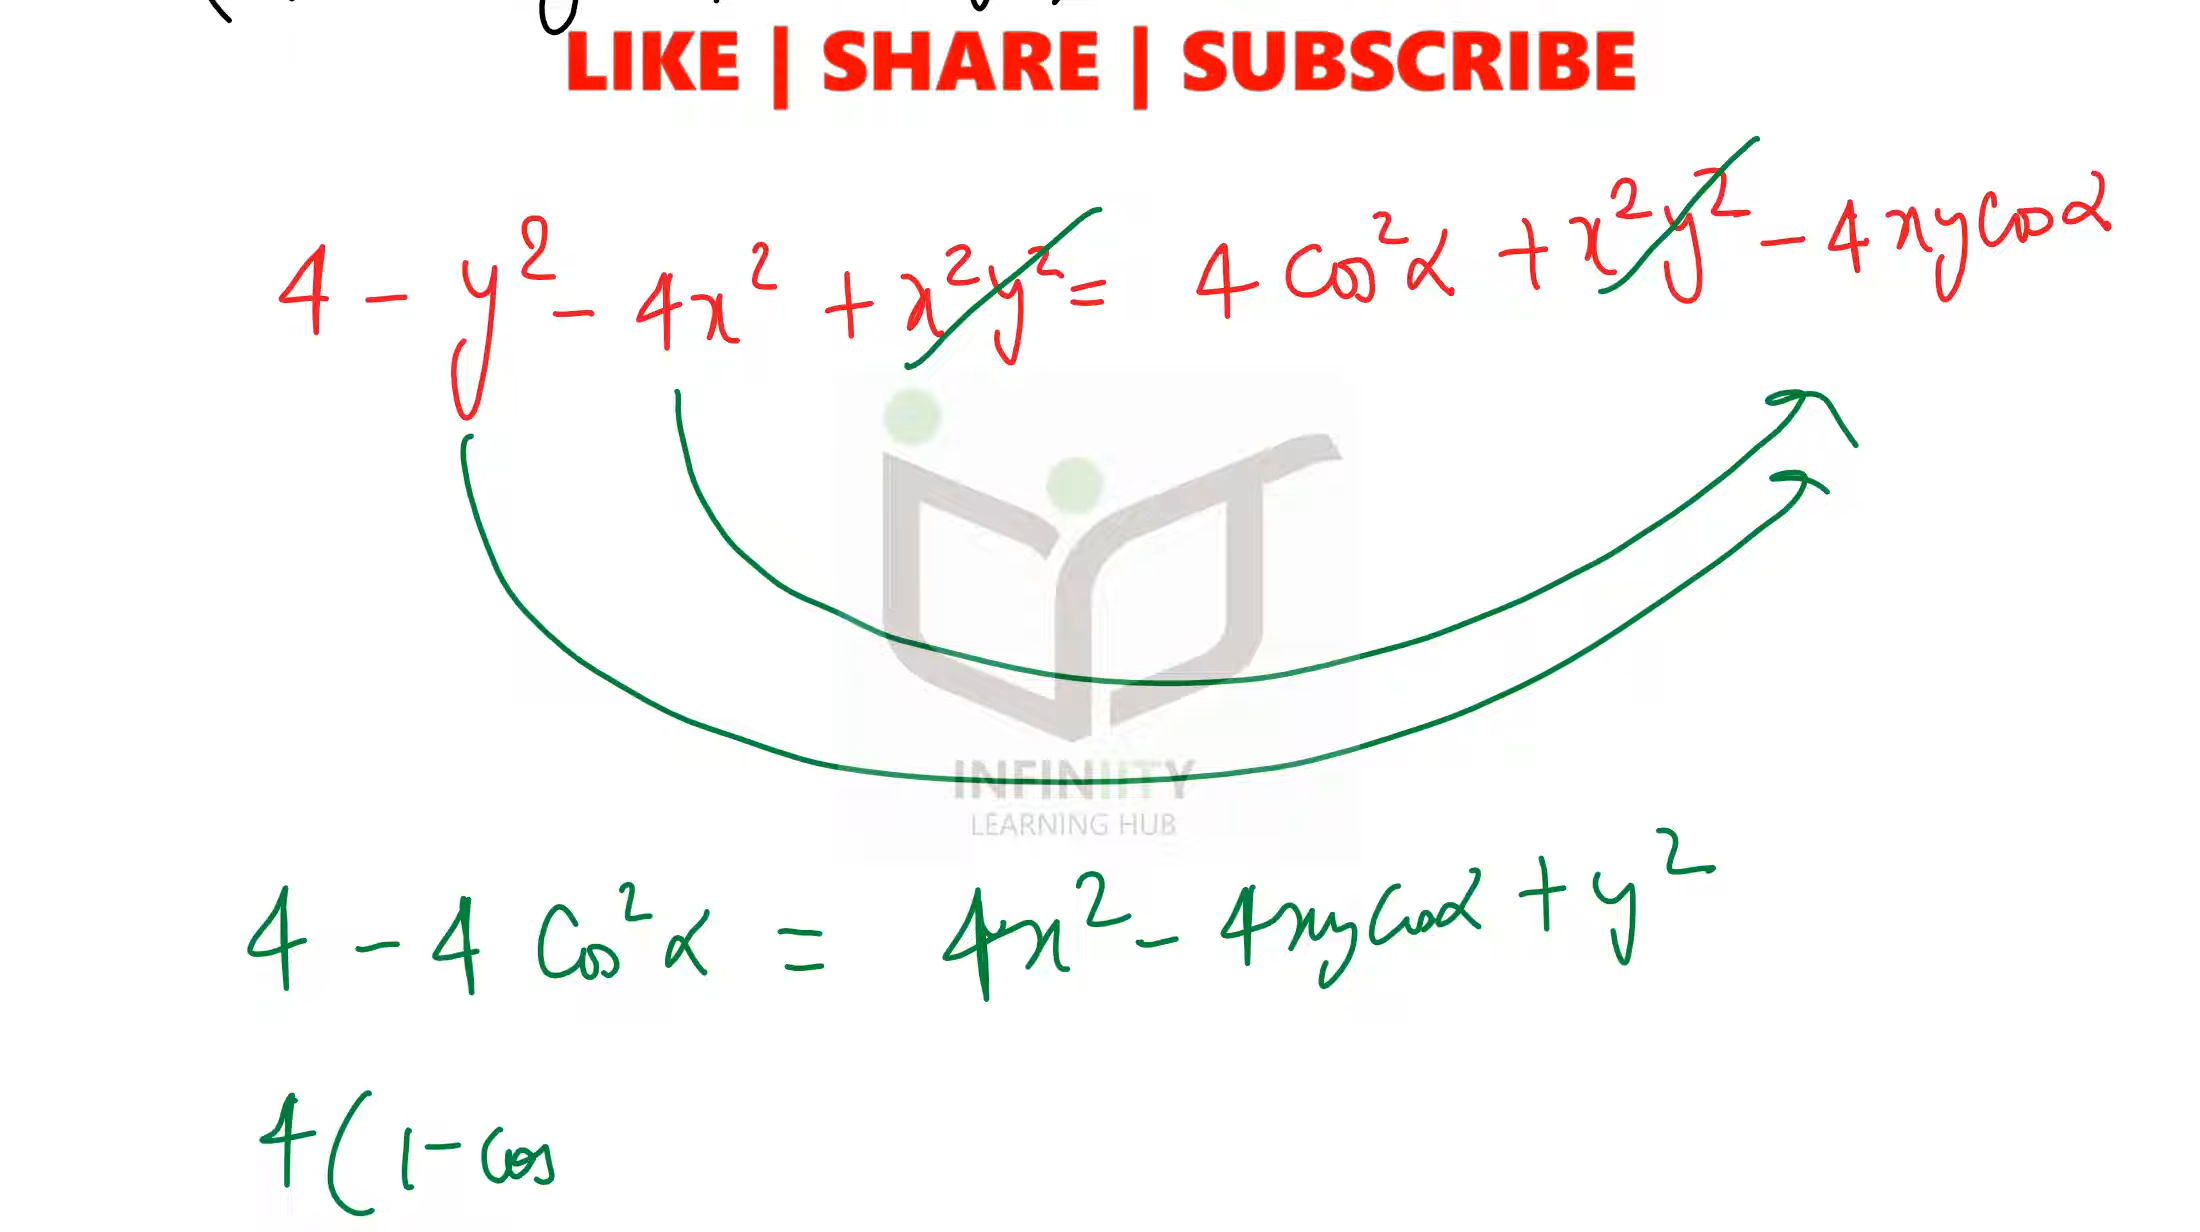 LIKE | SHARE | SUBSCRIBE
4 - y² - 4x² + x²y² = 4 Cos²α + x²y² - 4xy Cosα
INFINIITY
LEARNING HUB
4 - 4 Cos²α = 4x² - 4xy Cosα + y²
4(1 - Cos